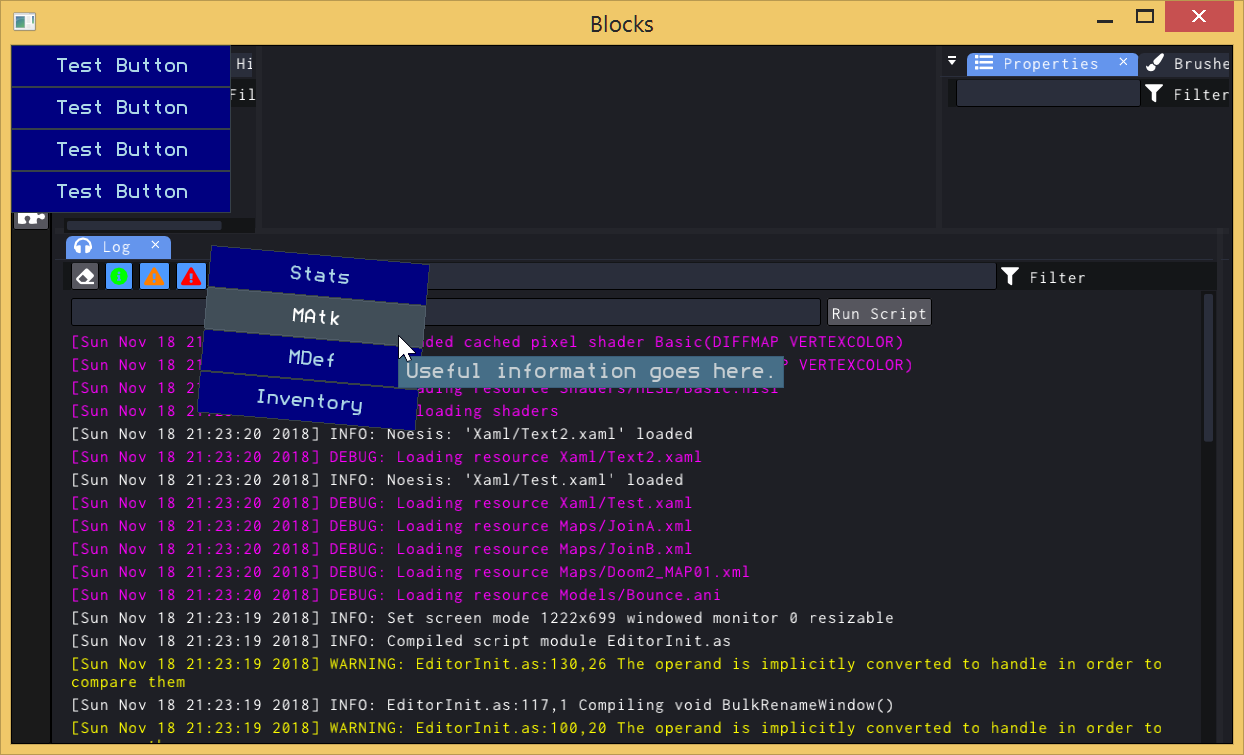 Blocks
Test Button
Test Button
Test Button
Test Button
Hi
Fil
Properties
Brushe
Filter
Log
Filter
Stats
MAtk
MDef
Inventory
Useful information goes here.
Run Script
[Sun Nov 18 21 ded cached pixel shader Basic(DIFFMAP VERTEXCOLOR)
[Sun Nov 18 21 P VERTEXCOLOR)
[Sun Nov 18 2
[Sun Nov 18 2 loading shaders
[Sun Nov 18 21:23:20 2018] INFO: Noesis: 'Xaml/Text2.xaml' loaded
[Sun Nov 18 21:23:20 2018] DEBUG: Loading resource Xaml/Text2.xaml
[Sun Nov 18 21:23:20 2018] INFO: Noesis: 'Xaml/Test.xaml' loaded
[Sun Nov 18 21:23:20 2018] DEBUG: Loading resource Xaml/Test.xaml
[Sun Nov 18 21:23:20 2018] DEBUG: Loading resource Maps/JoinA.xml
[Sun Nov 18 21:23:20 2018] DEBUG: Loading resource Maps/JoinB.xml
[Sun Nov 18 21:23:20 2018] DEBUG: Loading resource Maps/Doom2_MAP01.xml
[Sun Nov 18 21:23:20 2018] DEBUG: Loading resource Models/Bounce.ani
[Sun Nov 18 21:23:19 2018] INFO: Set screen mode 1222x699 windowed monitor 0 resizable
[Sun Nov 18 21:23:19 2018] INFO: Compiled script module EditorInit.as
[Sun Nov 18 21:23:19 2018] WARNING: EditorInit.as:130,26 The operand is implicitly converted to handle in order to
compare them
[Sun Nov 18 21:23:19 2018] INFO: EditorInit.as:117,1 Compiling void BulkRenameWindow()
[Sun Nov 18 21:23:19 2018] WARNING: EditorInit.as:100,20 The operand is implicitly converted to handle in order to